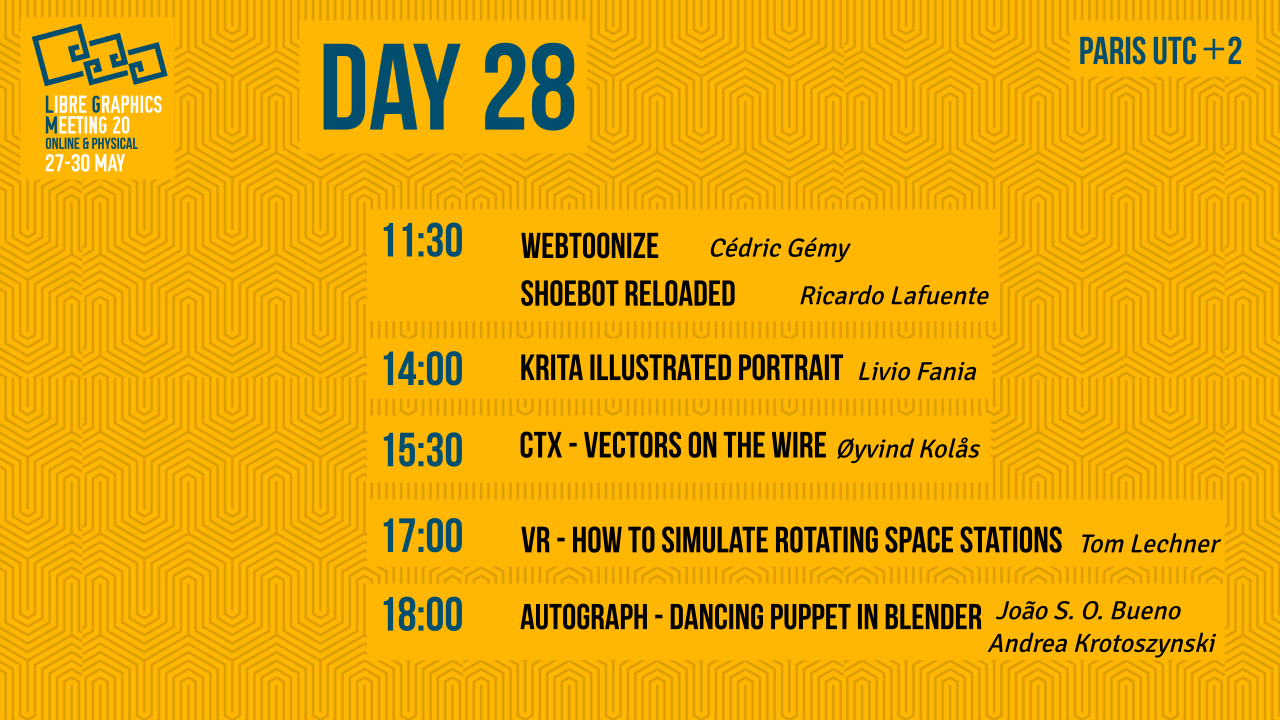 LIBRE GRAPHICS
MEETING 20
ONLINE & PHYSICAL
27-30 MAY
DAY 28
PARIS UTC +2
11:30 WEBTOONIZE Cédric Gémy
SHOEBOT RELOADED Ricardo Lafuente
14:00 KRITA ILLUSTRATED PORTRAIT Livio Fania
15:30 CTX - VECTORS ON THE WIRE Øyvind Kolås
17:00 VR - HOW TO SIMULATE ROTATING SPACE STATIONS Tom Lechner
18:00 AUTOGRAPH - DANCING PUPPET IN BLENDER João S. O. Bueno
Andrea Krotoszynski